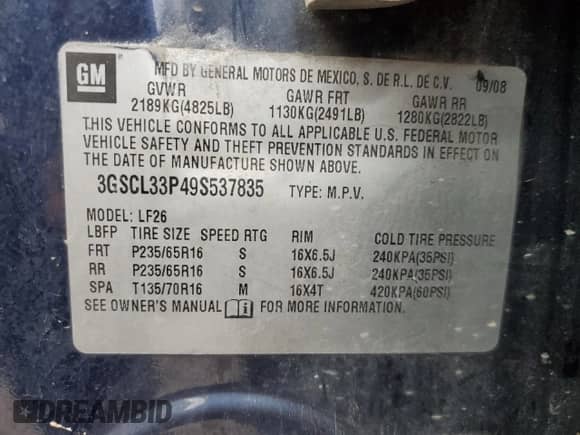 GM
MFD BY GENERAL MOTORS DE MEXICO, S. DE R.L. DE C.V. 09/08
GVWR GAWR FRT GAWR RR
2189KG(4825LB) 1130KG(2491LB) 1280KG(2822LB)
THIS VEHICLE CONFORMS TO ALL APPLICABLE U.S. FEDERAL MOTOR
VEHICLE SAFETY AND THEFT PREVENTION STANDARDS IN EFFECT ON
THE DATE OF MANUFACTURE SHOWN ABOVE.
3GSCL33P49S537835 TYPE: M.P.V.
MODEL: LF26
LBFP TIRE SIZE SPEED RTG RIM COLD TIRE PRESSURE
FRT P235/65R16 S 16X6.5J 240KPA(35PSI)
RR P235/65R16 S 16X6.5J 240KPA(35PSI)
SPA T135/70R16 M 16X4T 420KPA(60PSI)
SEE OWNER'S MANUAL i FOR MORE INFORMATION.
DREAMBID